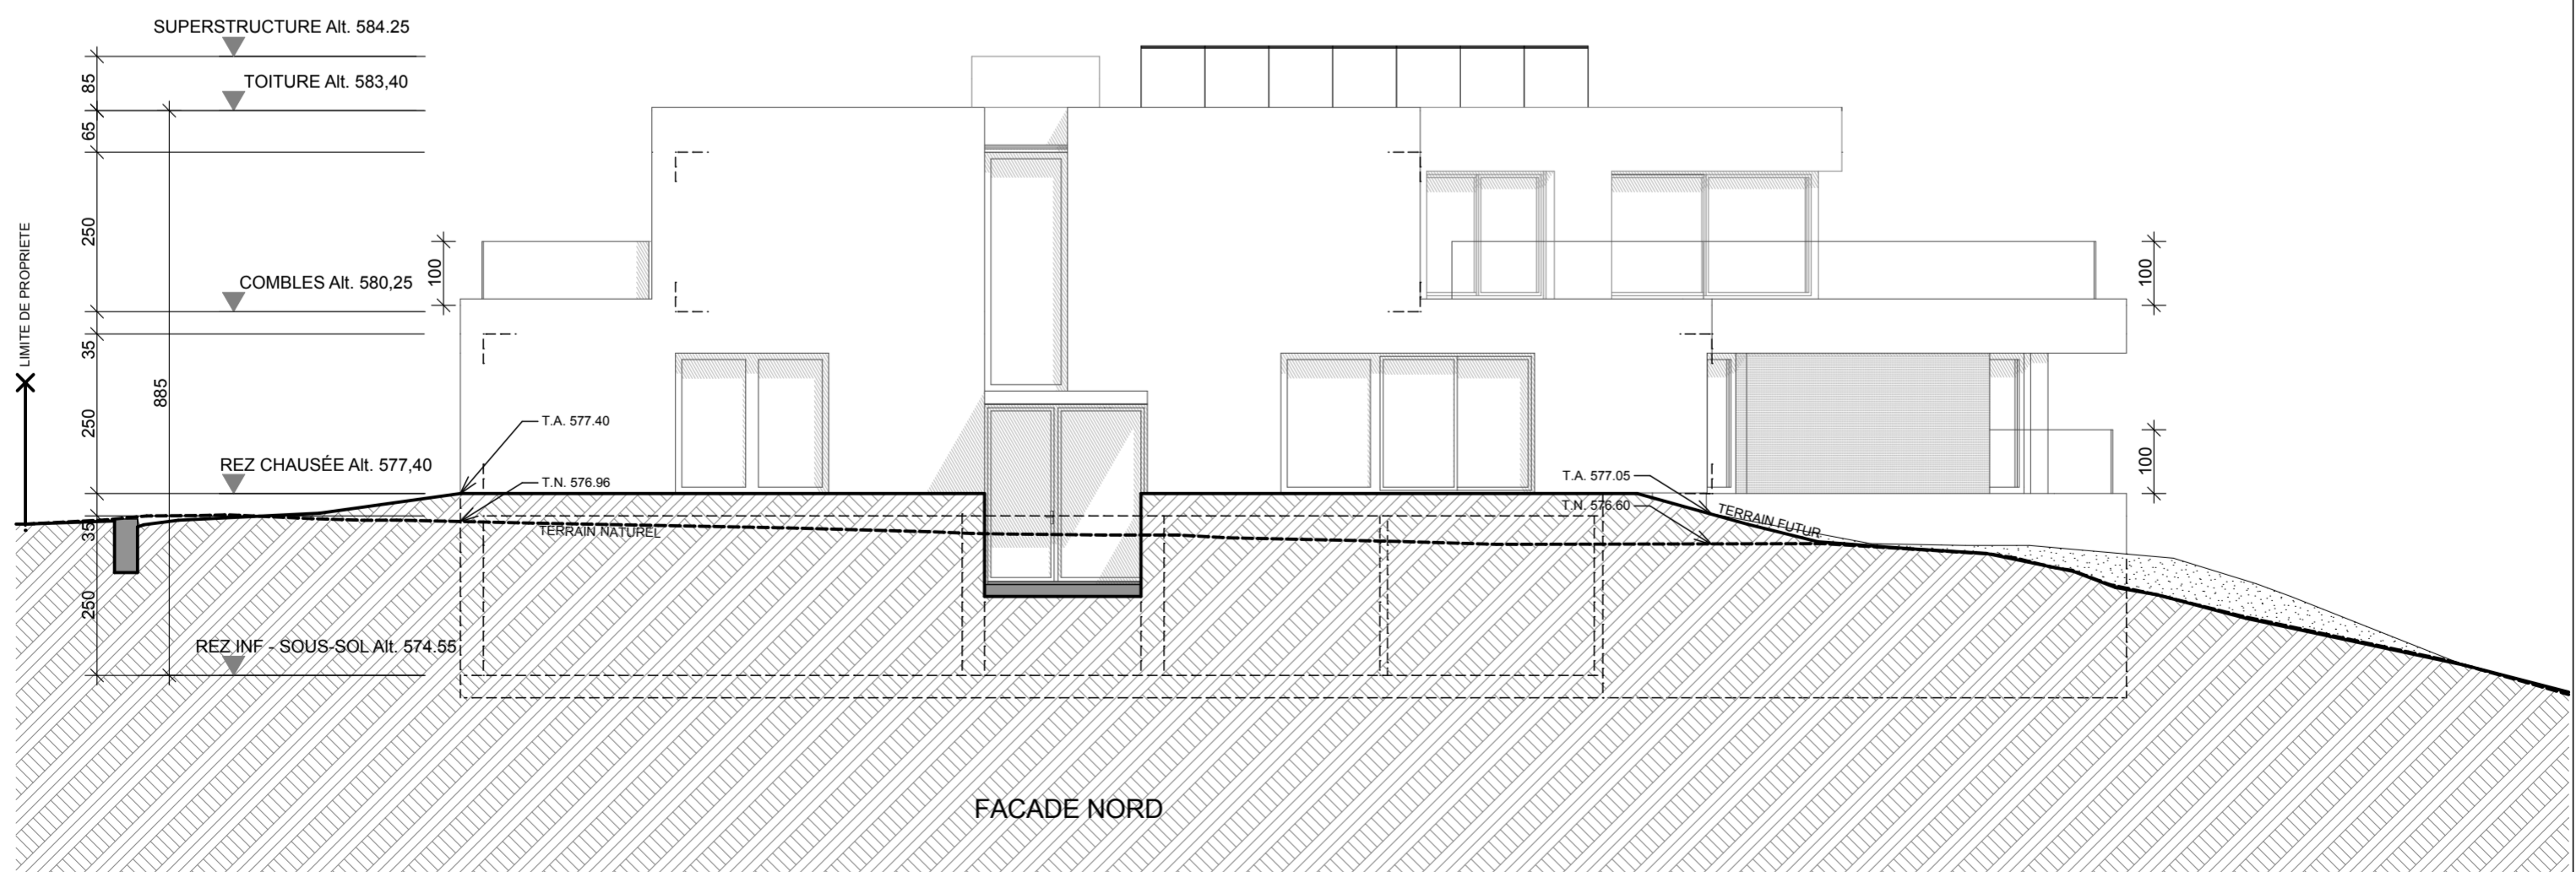 SUPERSTRUCTURE Alt. 584.25
85
TOITURE Alt. 583,40
65
250
LIMITE DE PROPRIETE
100
100
COMBLES Alt. 580,25
35
885
250
T.A. 577.40
100
REZ CHAUSÉE Alt. 577,40
T.N. 576.96
T.A. 577.05
T.N. 576.60
TERRAIN FUTUR
35
TERRAIN NATUREL
250
REZ INF - SOUS-SOL Alt. 574.55
FACADE NORD